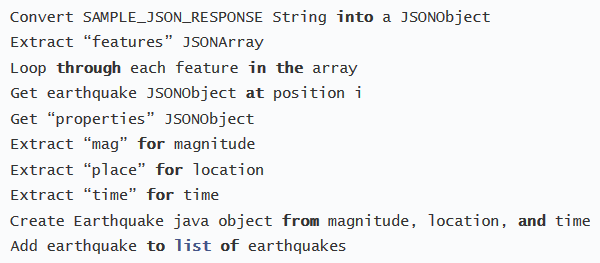 Convert SAMPLE_JSON_RESPONSE String into a JSONObject
Extract “features” JSONArray
Loop through each feature in the array
Get earthquake JSONObject at position i
Get “properties” JSONObject
Extract “mag” for magnitude
Extract “place” for location
Extract “time” for time
Create Earthquake java object from magnitude, location, and time
Add earthquake to list of earthquakes